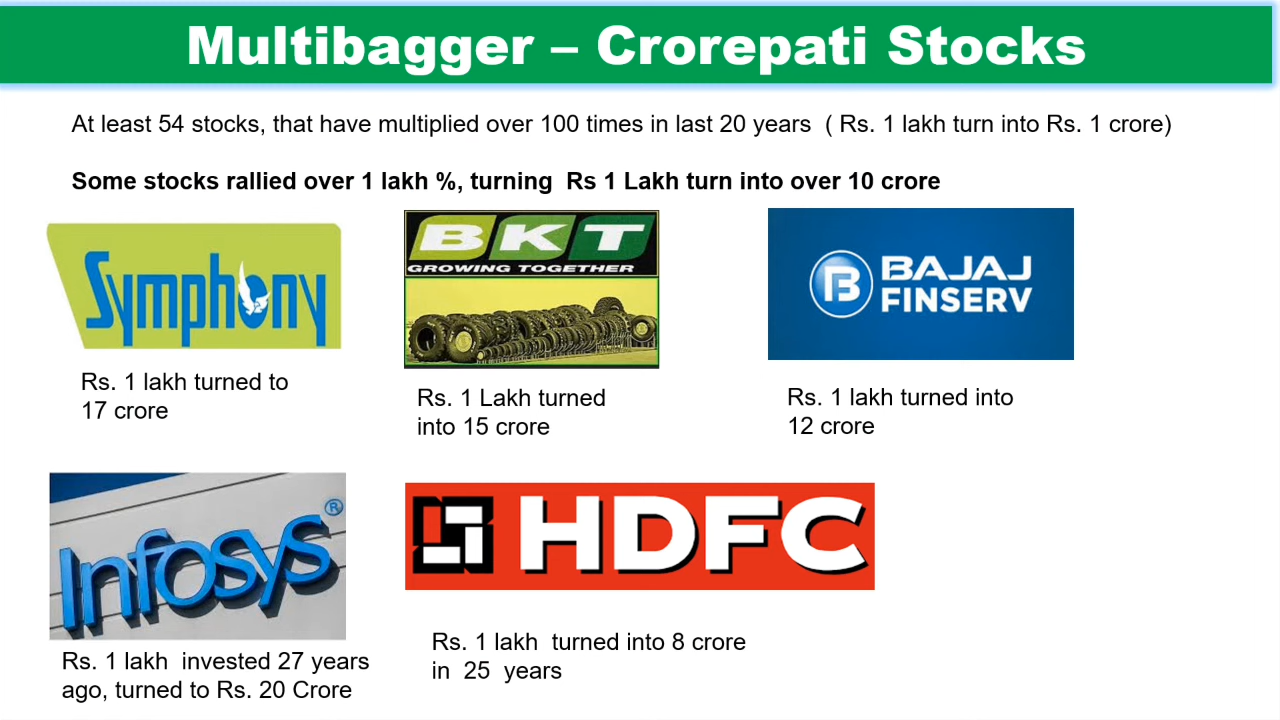 Multibagger – Crorepati Stocks
At least 54 stocks, that have multiplied over 100 times in last 20 years  ( Rs. 1 lakh turn into Rs. 1 crore)
Some stocks rallied over 1 lakh %, turning  Rs 1 Lakh turn into over 10 crore
Symphony
BKT
GROWING TOGETHER
BAJAJ
FINSERV
Rs. 1 lakh turned to
17 crore
Rs. 1 Lakh turned
into 15 crore
Rs. 1 lakh turned into
12 crore
Infosys®
HDFC
Rs. 1 lakh  invested 27 years
ago, turned to Rs. 20 Crore
Rs. 1 lakh  turned into 8 crore
in  25  years